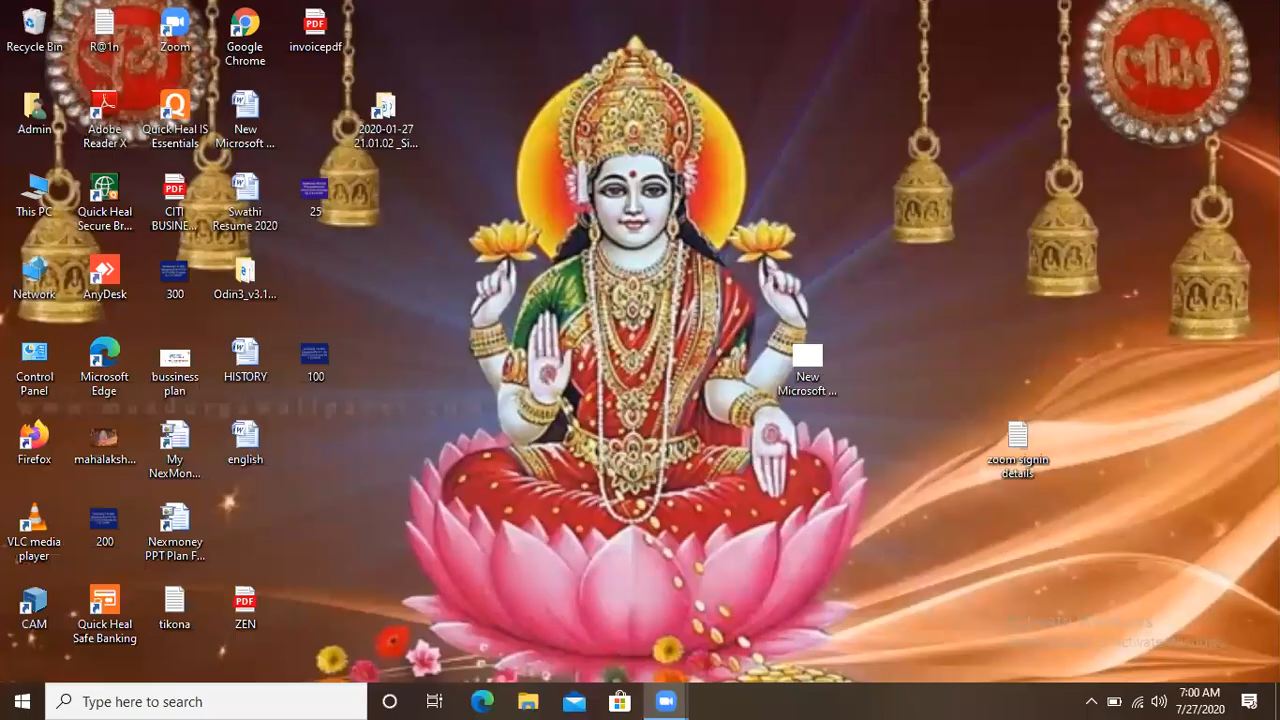 Recycle Bin
R@1n
Zoom
Google
Chrome
invoicepdf
Admin
Adobe
Reader X
Quick Heal IS
Essentials
New
Microsoft ...
2020-01-27
21.01.02 _Si...
This PC
Quick Heal
Secure Br...
CITI
BUSINE...
Swathi
Resume 2020
25
Network
AnyDesk
300
Odin3_v3.1...
Control
Panel
Microsoft
Edge
bussiness
plan
HISTORY
100
New
Microsoft ...
Firefox
mahalaksh...
My
NexMon...
english
zoom signin
details
VLC media
player
200
Nexmoney
PPT Plan F...
CAM
Quick Heal
Safe Banking
tikona
ZEN
Type here to search
7:00 AM
7/27/2020